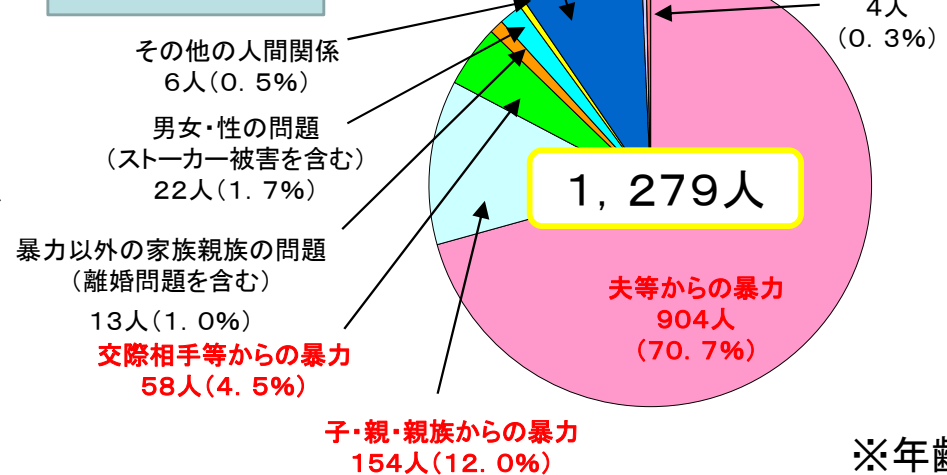 4人
(0. 3%)
その他の人間関係
6人(0. 5%)
男女・性の問題
(ストーカー被害を含む)
22人(1. 7%)
暴力以外の家族親族の問題
(離婚問題を含む)
13人(1. 0%)
交際相手等からの暴力
58人(4. 5%)
子・親・親族からの暴力
154人(12. 0%)
1, 279人
夫等からの暴力
904人
(70. 7%)
※年齢